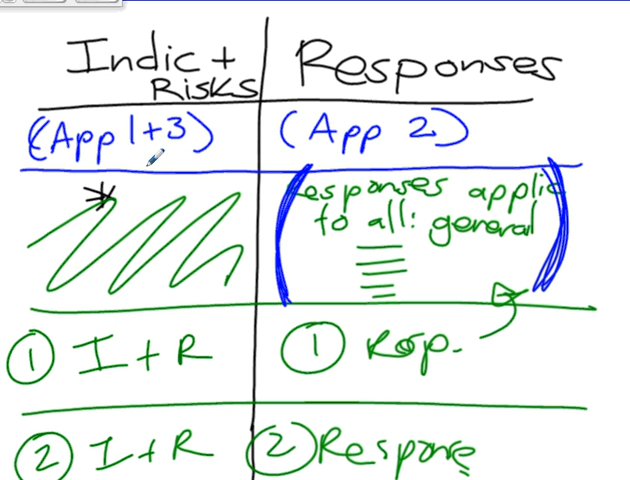 Indic +
Risks
Responses
(App 1+3)
(App 2)
Responses applic
to all: general
1 I + R
1 Resp.
2 I + R
2 Response